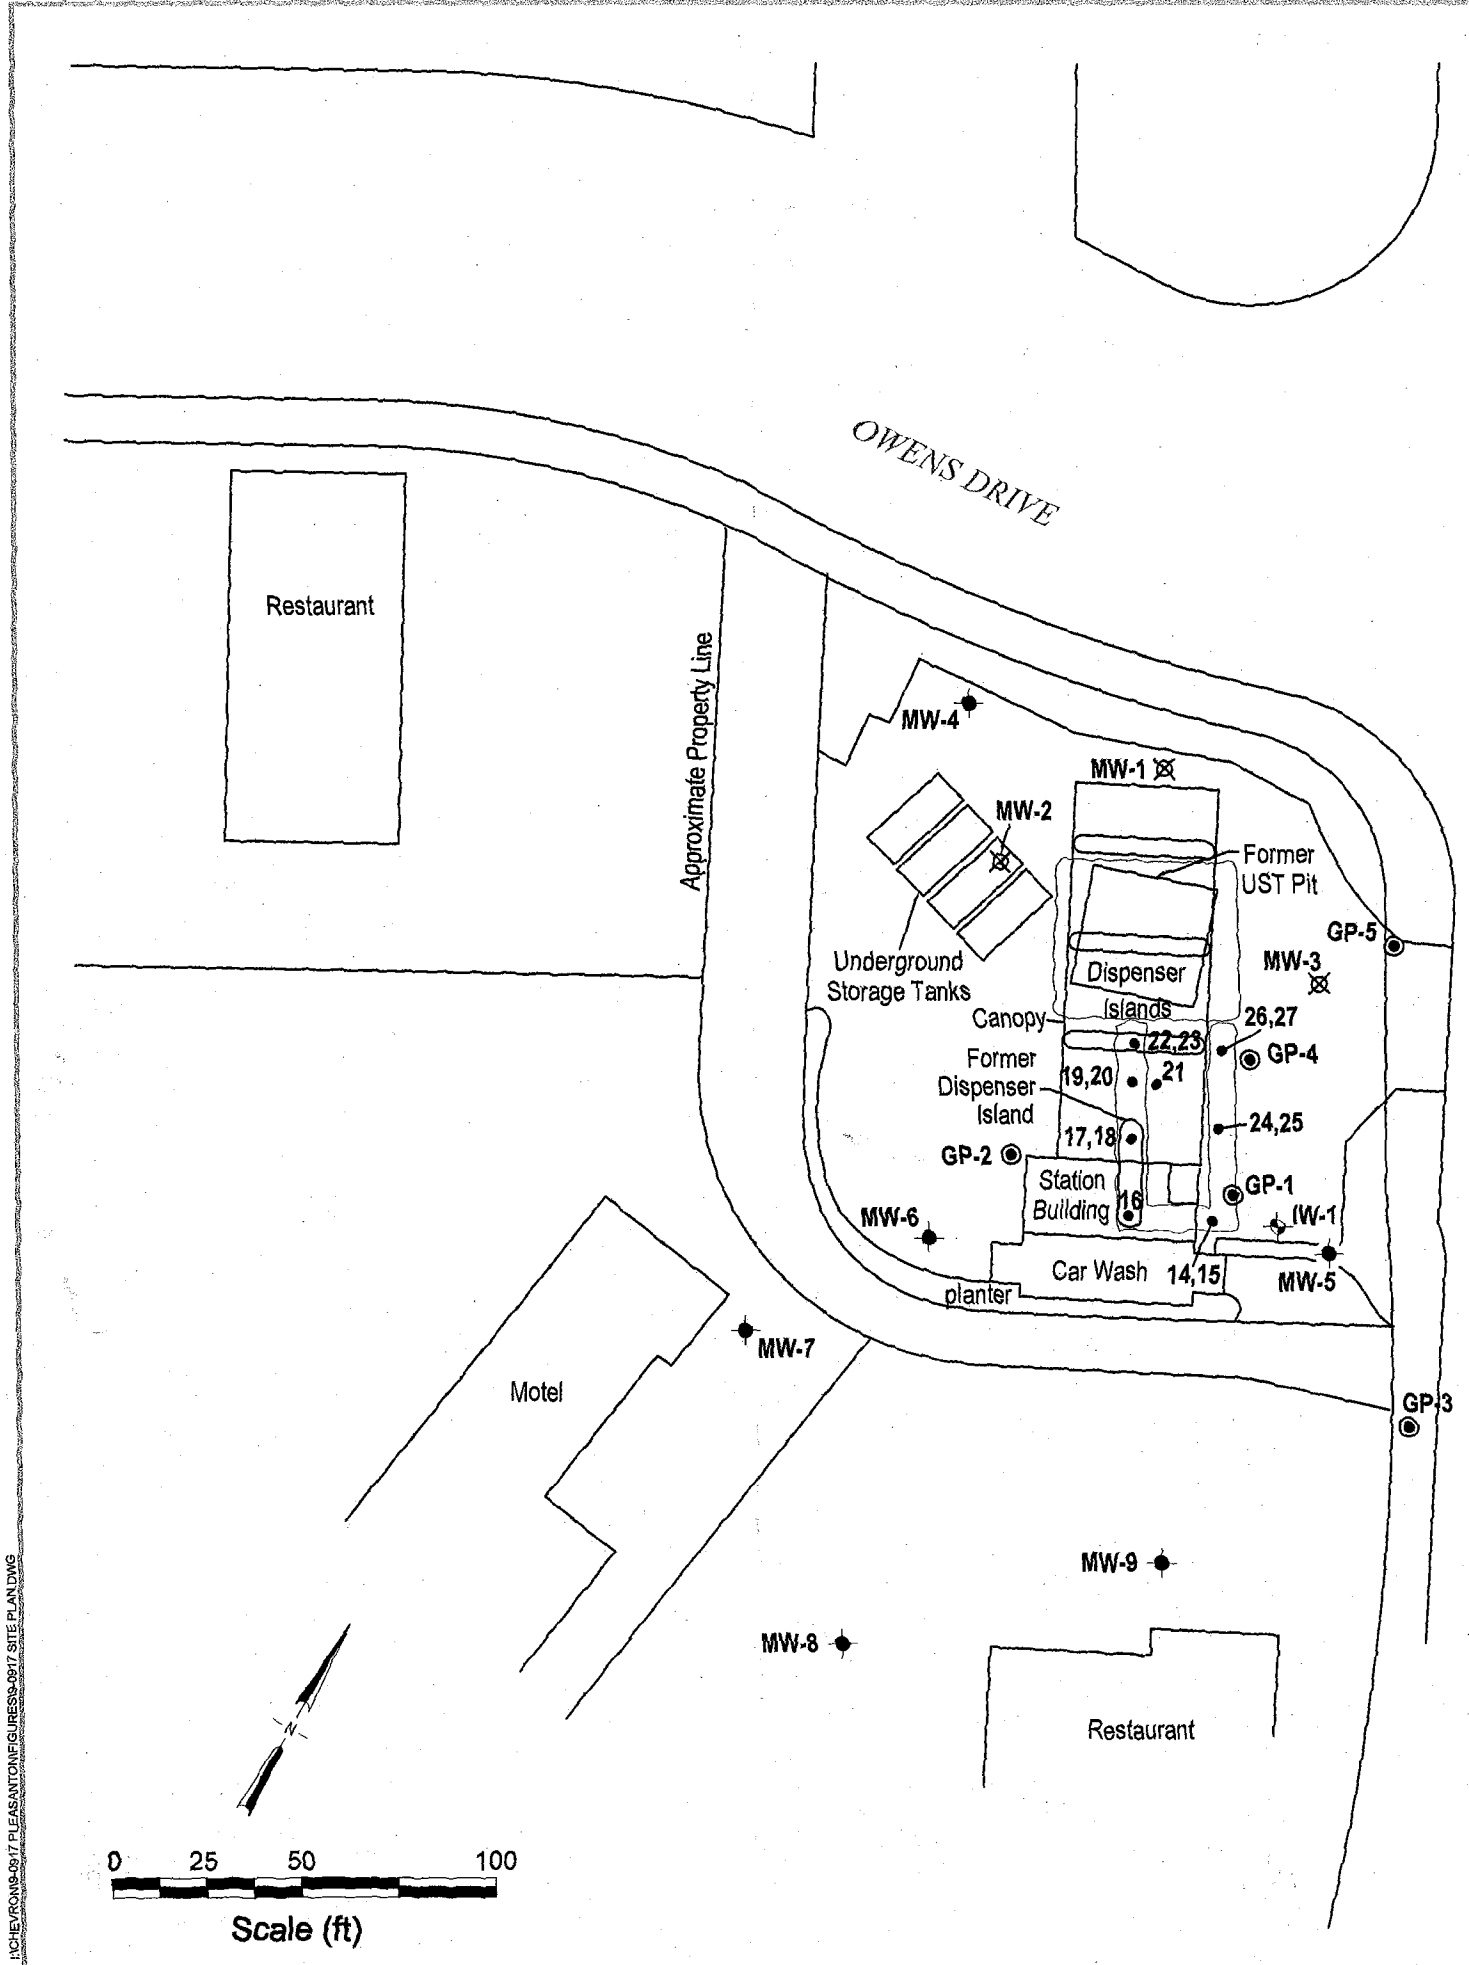 OWENS DRIVE
Restaurant
Approximate Property Line
MW-4
MW-1
MW-2
Former
UST Pit
GP-5
MW-3
Underground
Storage Tanks
Dispenser
Islands
Canopy
26,27
22,23
GP-4
Former
Dispenser
Island
19,20
21
17,18
24,25
GP-2
Station
Building
16
GP-1
MW-6
IW-1
Car Wash
14,15
MW-5
planter
MW-7
Motel
GP-3
MW-9
MW-8
Restaurant
N
0 25 50 100
Scale (ft)
I:\CHEVRON\9-0917 PLEASANTON\FIGURES\9-0917 SITE PLAN.DWG